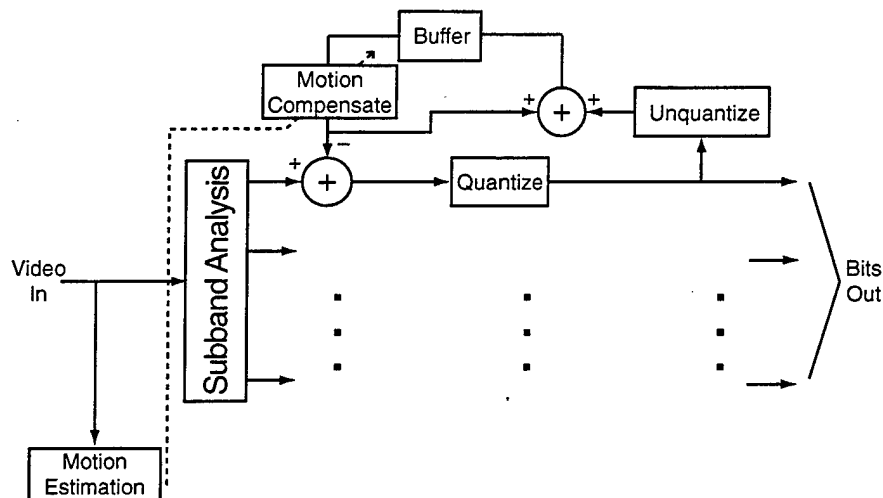 Buffer
Motion
Compensate
+
+
+
Unquantize
−
+
+
Quantize
Subband Analysis
Video
In
Bits
Out
Motion
Estimation